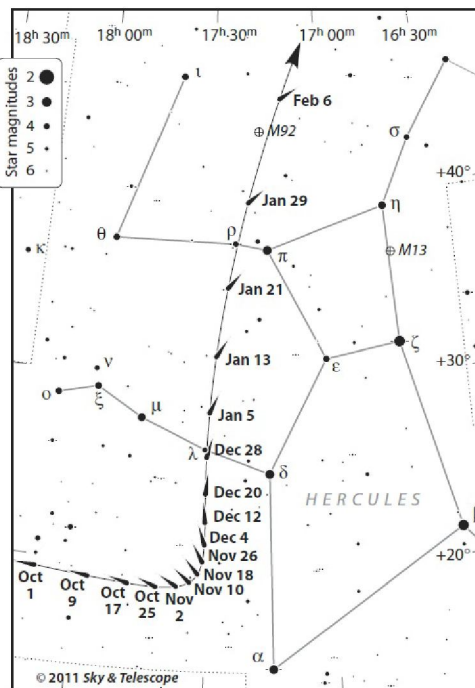 18h 30m 18h 00m 17h 30m 17h 00m 16h 30m
Star magnitudes
2
3
4
5
6
ι
Feb 6
M92
σ
+40°
Jan 29
η
θ
ρ
π
M13
κ
Jan 21
ζ
Jan 13
ε
+30°
ν
ο
ξ
μ
Jan 5
λ
Dec 28
δ
Dec 20
HERCULES
Dec 12
Dec 4
+20°
Nov 26
Nov 18
Nov 10
Oct 1
Oct 9
Oct 17
Oct 25
Nov 2
α
© 2011 Sky & Telescope